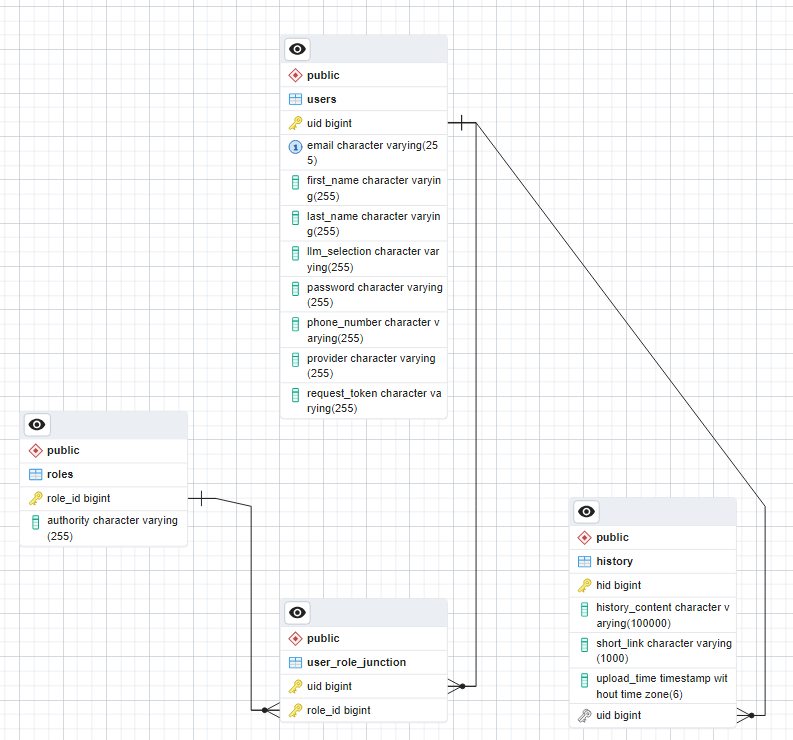 public
users
uid bigint
email character varying(25
5)
first_name character varyin
g(255)
last_name character varyin
g(255)
llm_selection character var
ying(255)
password character varying
(255)
phone_number character v
arying(255)
provider character varying
(255)
request_token character va
rying(255)
public
roles
role_id bigint
authority character varying
(255)
public
history
hid bigint
history_content character v
arying(100000)
short_link character varying
(1000)
upload_time timestamp wit
hout time zone(6)
uid bigint
public
user_role_junction
uid bigint
role_id bigint